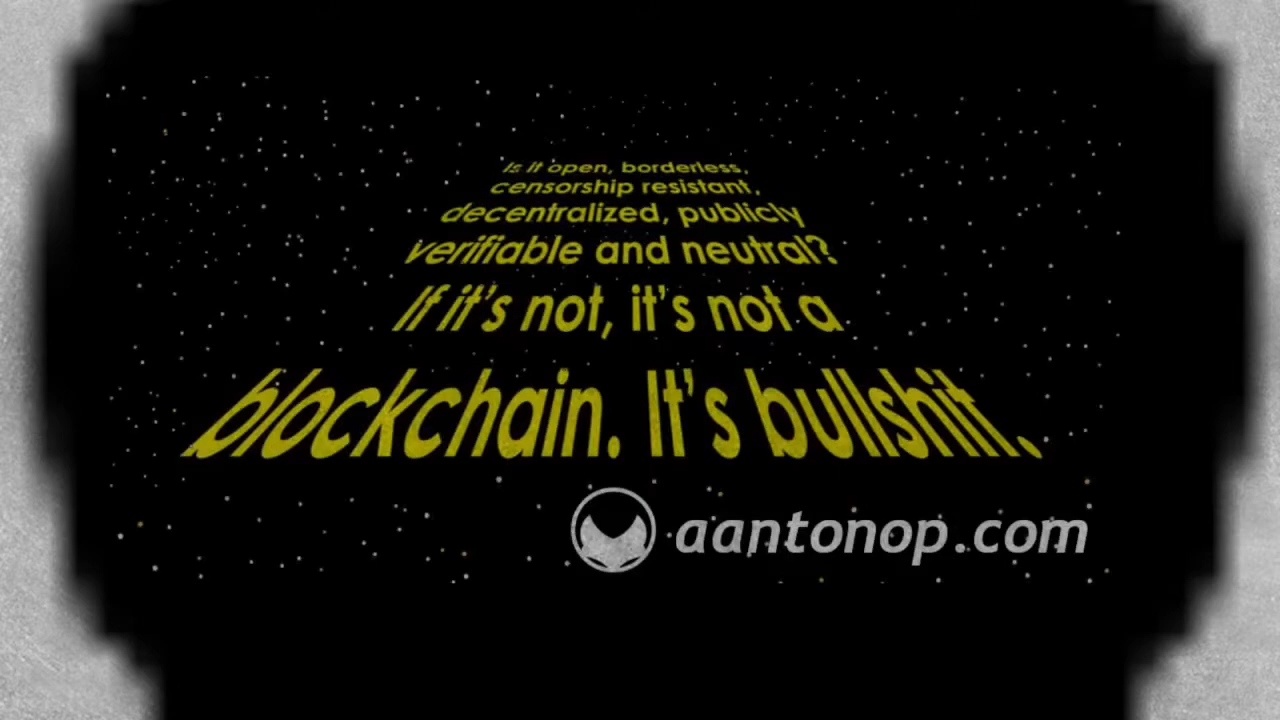 Is it open, borderless,
censorship resistant,
decentralized, publicly
verifiable and neutral?
If it's not, it's not a
blockchain. It's bullshit.
aantonop.com